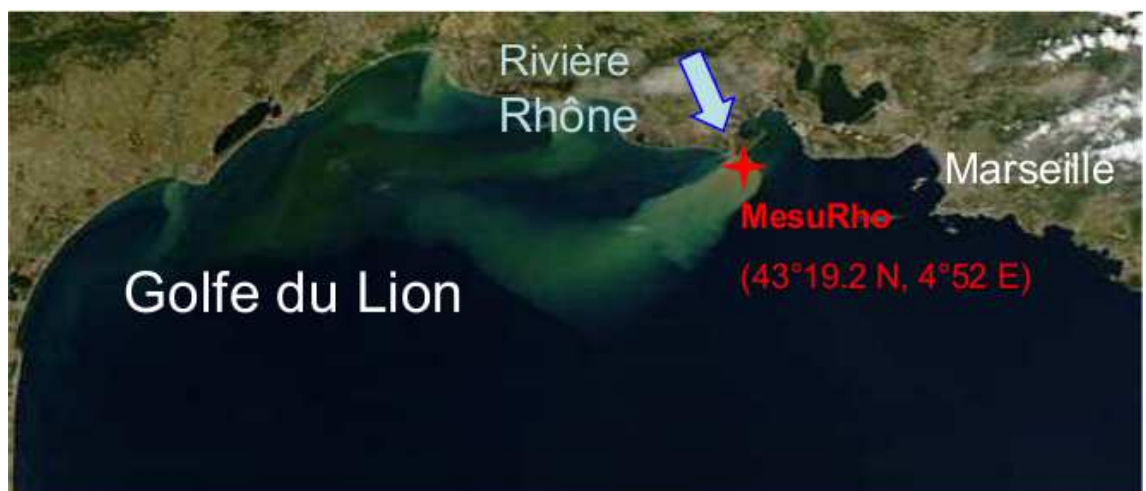 Rivière
Rhône
Marseille
MesuRho
(43°19.2 N, 4°52 E)
Golfe du Lion